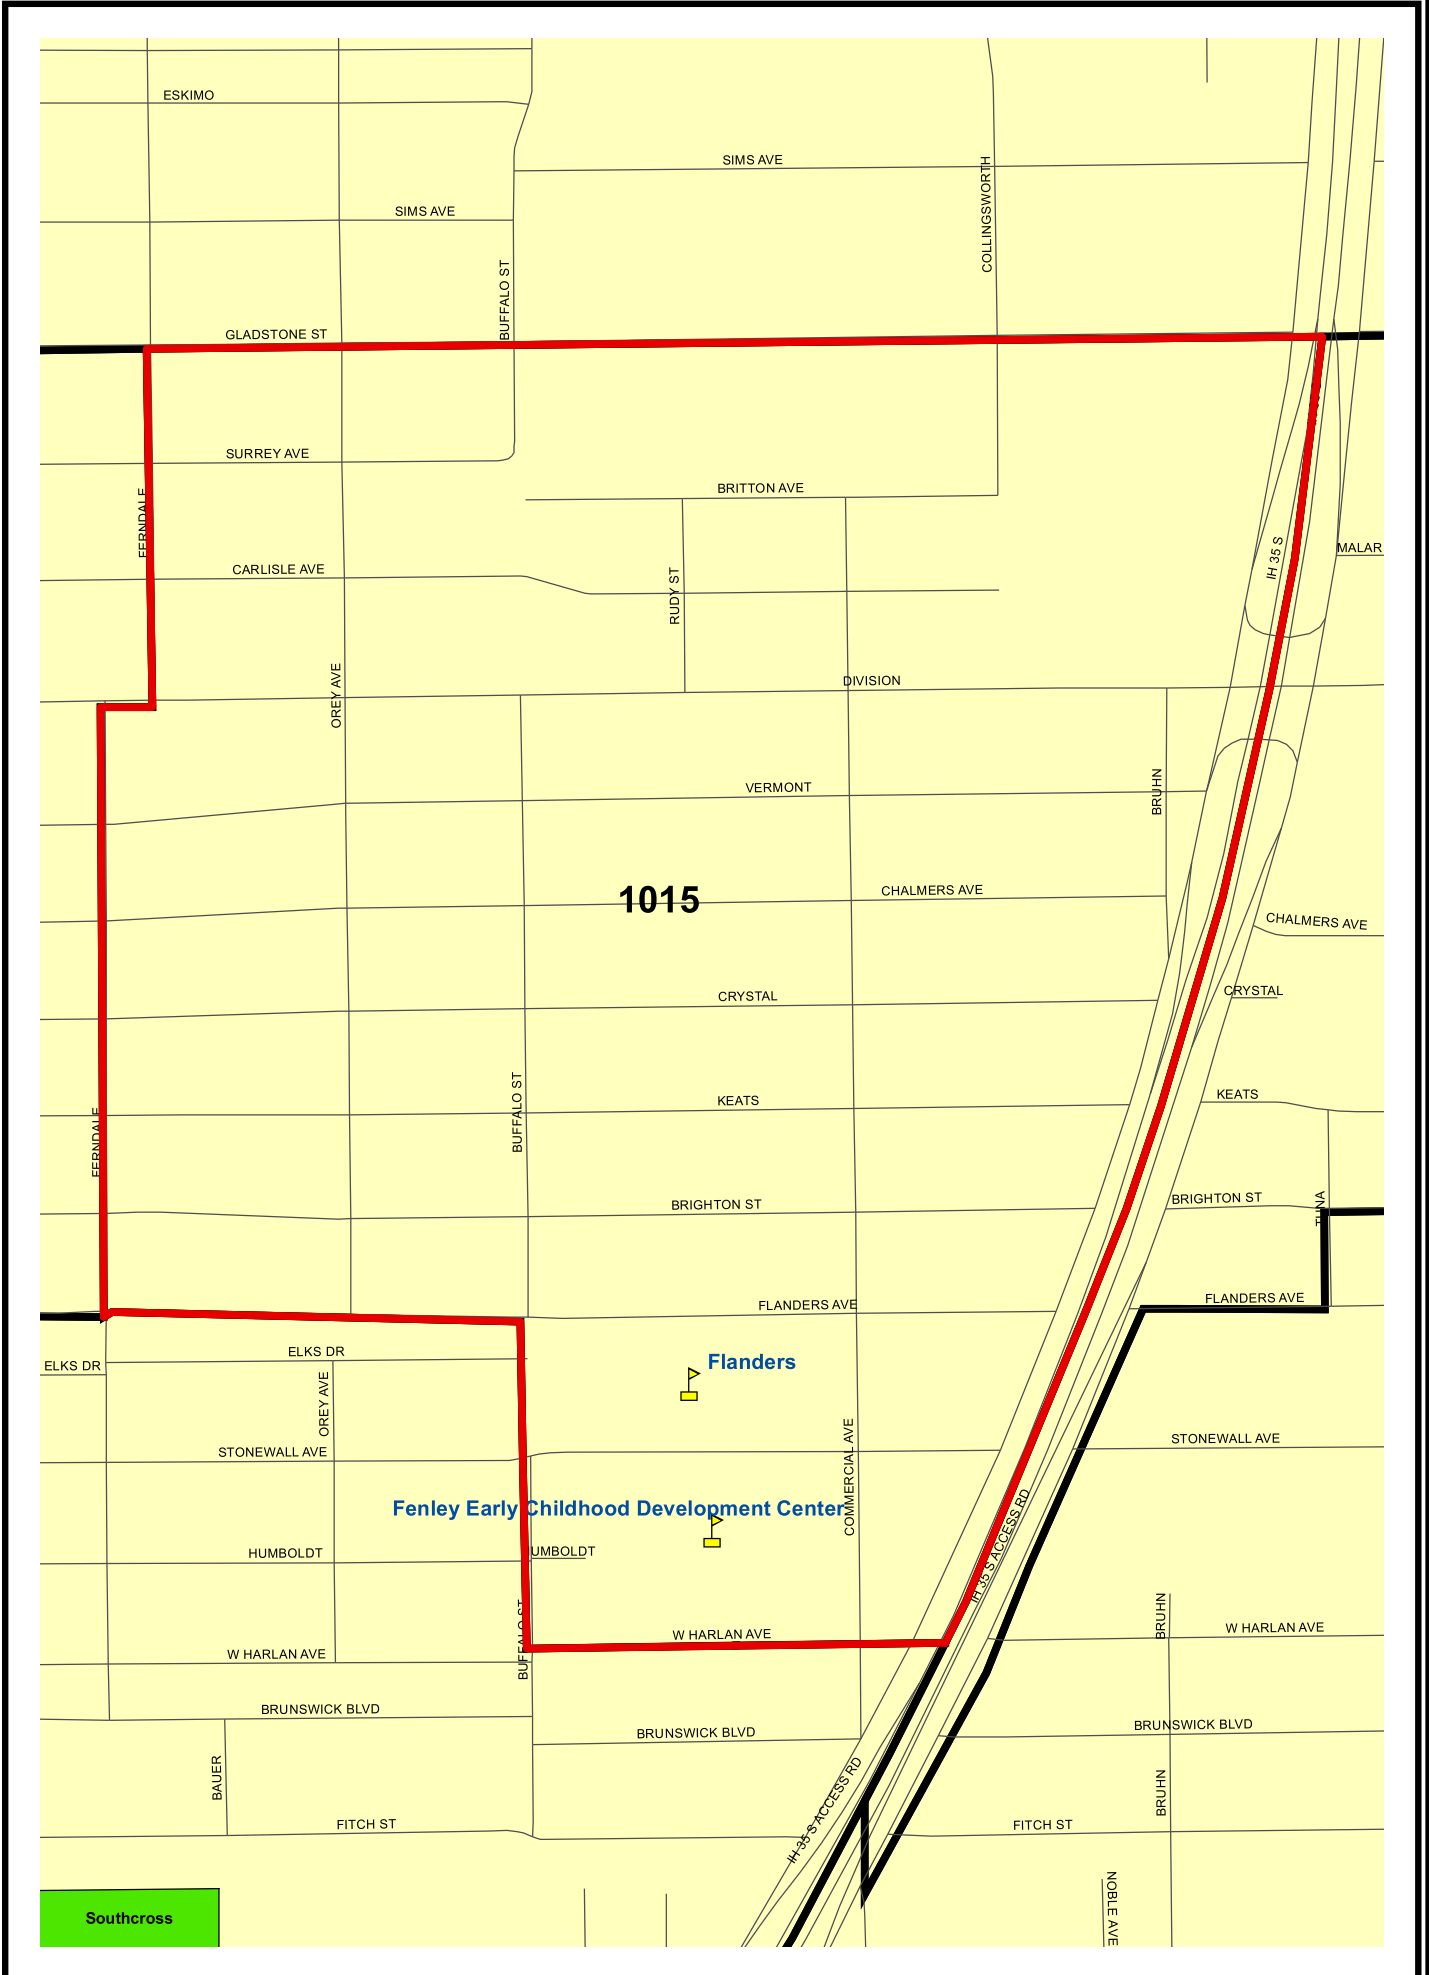 ESKIMO
SIMS AVE
COLLINGSWORTH
SIMS AVE
BUFFALO ST
GLADSTONE ST
SURREY AVE
BRITTON AVE
FERNDALE
IH 35 S
MALAR
CARLISLE AVE
RUDY ST
OREY AVE
DIVISION
VERMONT
BRUHN
1015
CHALMERS AVE
CHALMERS AVE
CRYSTAL
CRYSTAL
BUFFALO ST
KEATS
KEATS
FERNDALE
BRIGHTON ST
BRIGHTON ST
TUNA
FLANDERS AVE
FLANDERS AVE
ELKS DR
ELKS DR
Flanders
OREY AVE
STONEWALL AVE
STONEWALL AVE
COMMERCIAL AVE
Fenley Early Childhood Development Center
HUMBOLDT
UMBOLDT
IH 35 S ACCESS RD
BRUHN
W HARLAN AVE
W HARLAN AVE
BUFFALO ST
W HARLAN AVE
BRUNSWICK BLVD
BRUNSWICK BLVD
BRUNSWICK BLVD
BAUER
IH 35 S ACCESS RD
BRUHN
FITCH ST
FITCH ST
NOBLE AVE
Southcross